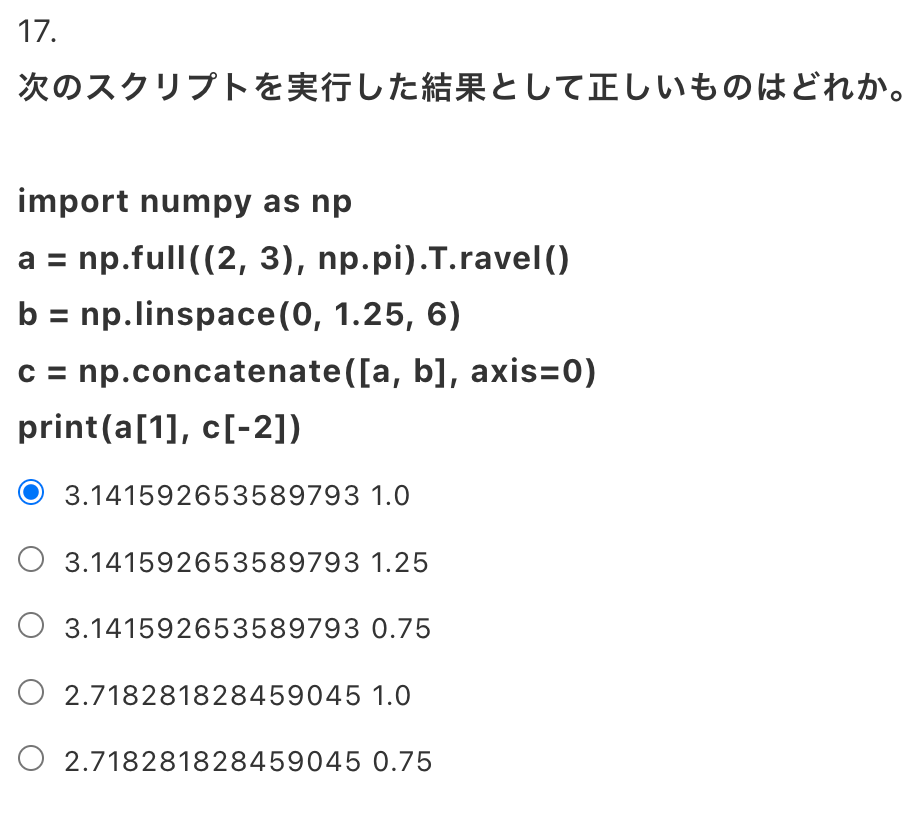 17.
次のスクリプトを実行した結果として正しいものはどれか。
import numpy as np
a = np.full((2, 3), np.pi).T.ravel()
b = np.linspace(0, 1.25, 6)
c = np.concatenate([a, b], axis=0)
print(a[1], c[-2])
3.141592653589793 1.0
3.141592653589793 1.25
3.141592653589793 0.75
2.718281828459045 1.0
2.718281828459045 0.75